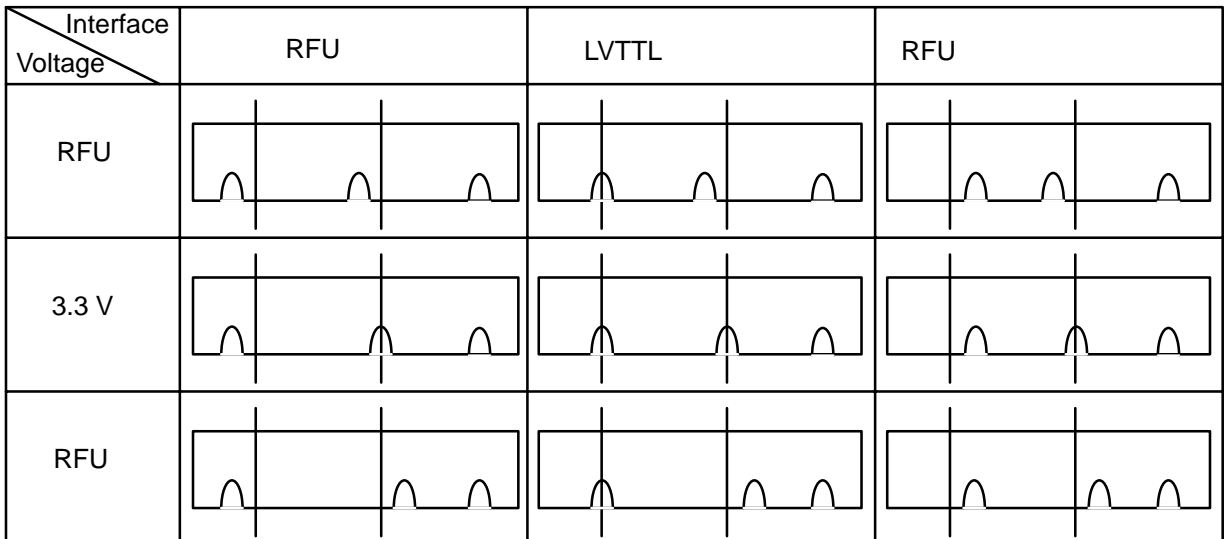 Interface
Voltage
RFU
LVTTL
RFU
RFU
3.3 V
RFU